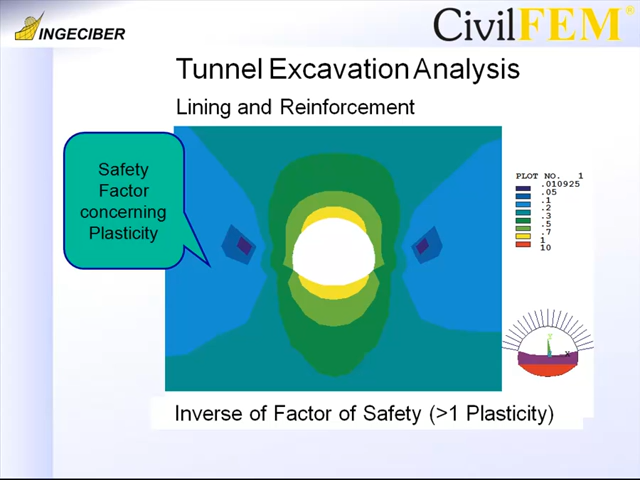 INGECIBER
CivilFEM®
Tunnel Excavation Analysis
Lining and Reinforcement
Safety
Factor
concerning
Plasticity
PLOT NO. 1
.010925
.05
.1
.2
.3
.5
.7
1
10
Y
X
Inverse of Factor of Safety (>1 Plasticity)